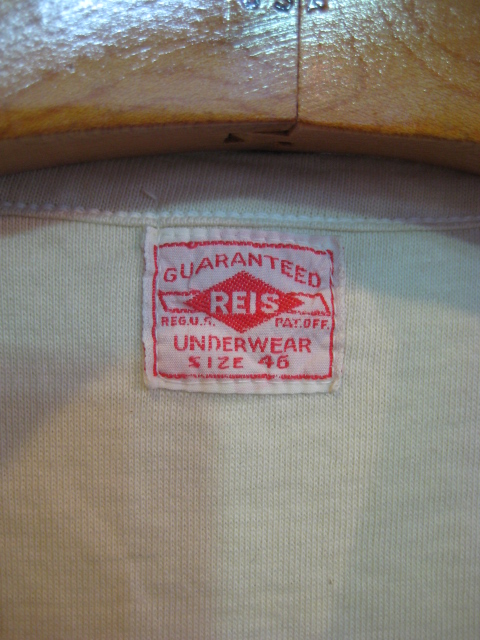 GUARANTEED
REIS
REG.U.S. PAT.OFF.
UNDERWEAR
SIZE 46